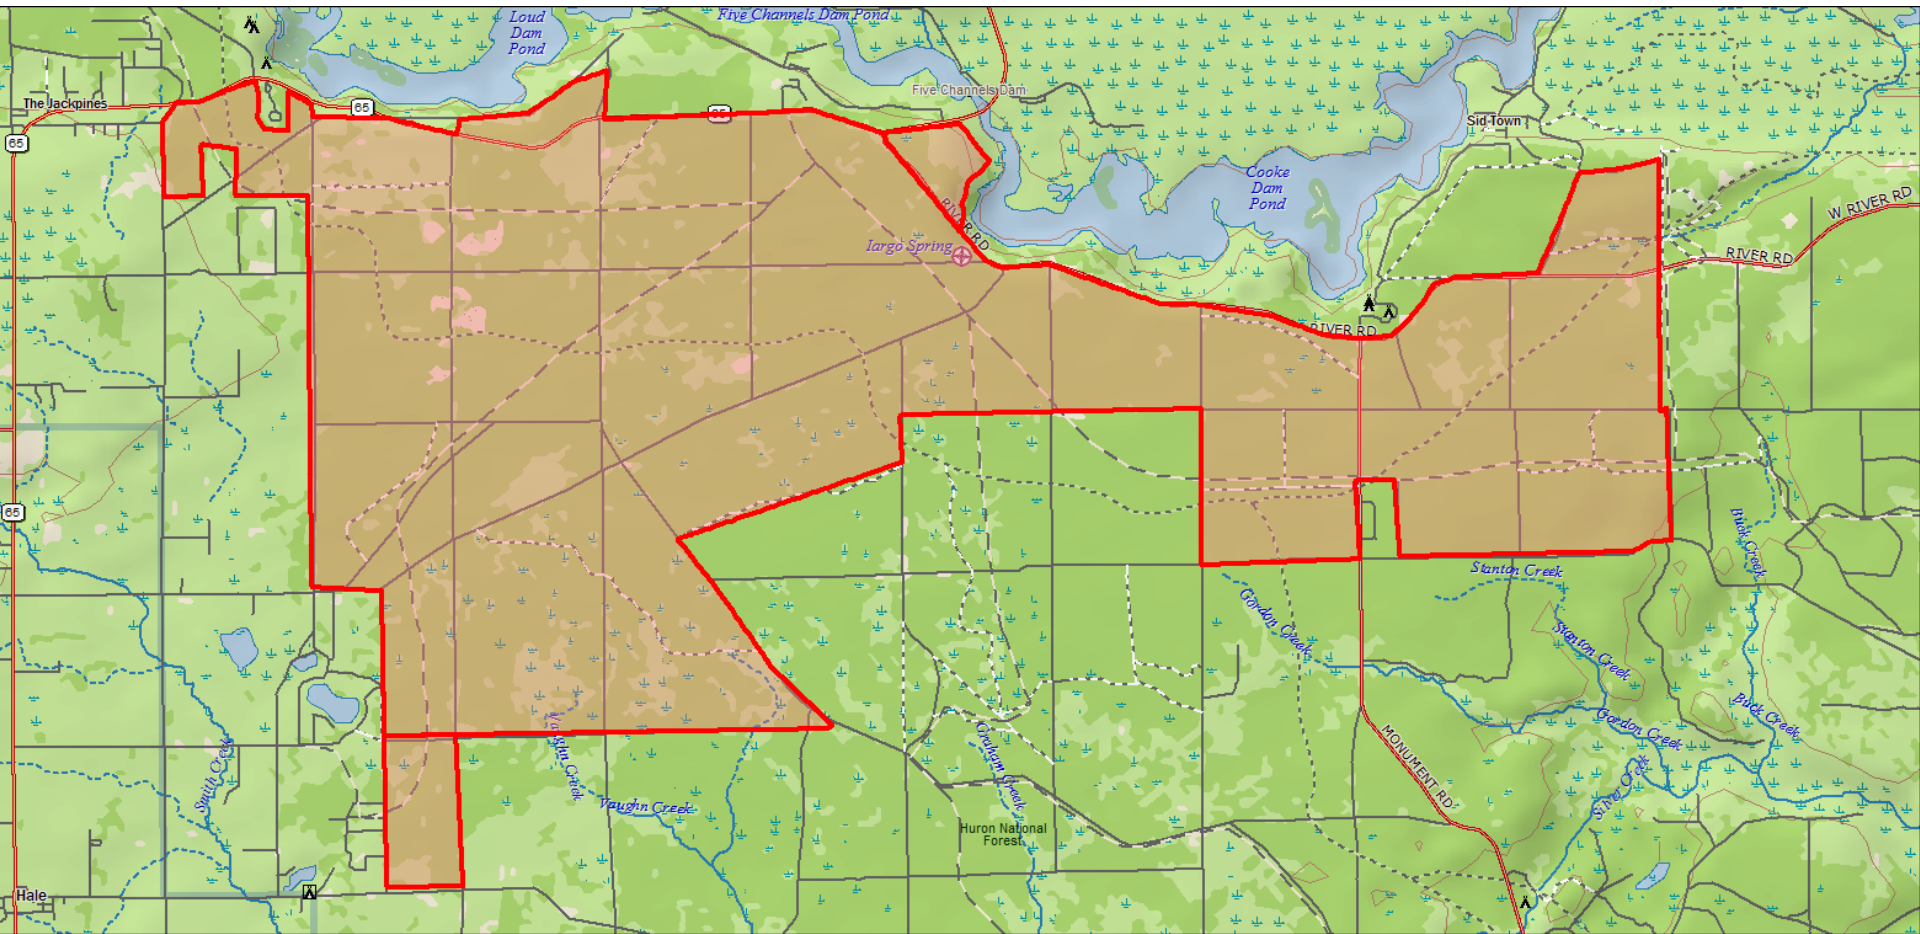 Loud
Dam
Pond
Five Channels Dam Pond
The Jackpines
65
65
65
Five Channels Dam
Sid Town
65
Cooke
Dam
Pond
W RIVER RD
RIVER RD
Iargo Spring
RIVER RD
RIVER RD
65
Buck Creek
Stanton Creek
Gordon Creek
Stanton Creek
Buck Creek
Gordon Creek
Vaughn Creek
Smith Creek
Graham Creek
MONUMENT RD
Silver Creek
Vaughn Creek
Huron National
Forest
Hale